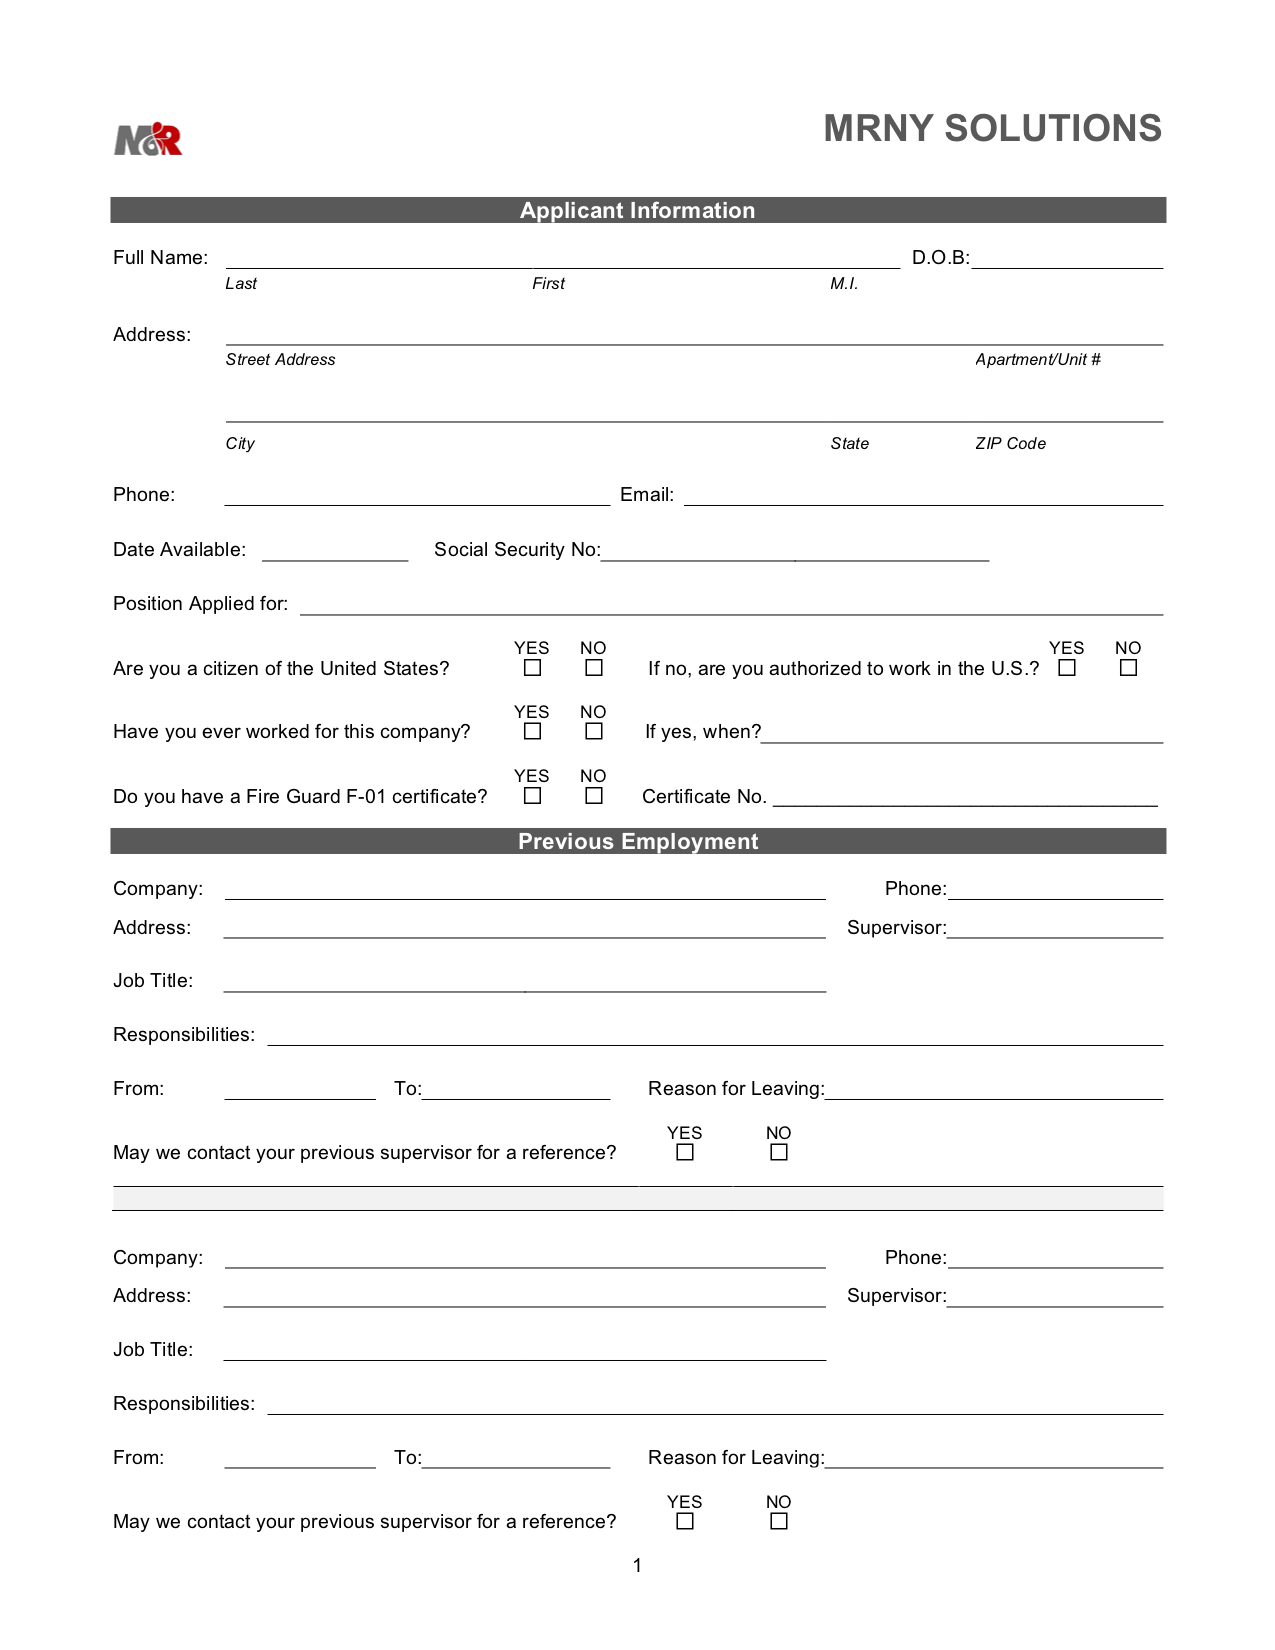 M&R
MRNY SOLUTIONS
Applicant Information
Full Name: D.O.B:
Last First M.I.
Address:
Street Address Apartment/Unit #
City State ZIP Code
Phone: Email:
Date Available: Social Security No:
Position Applied for:
YES NO YES NO
Are you a citizen of the United States? If no, are you authorized to work in the U.S.?
YES NO
Have you ever worked for this company? If yes, when?
YES NO
Do you have a Fire Guard F-01 certificate? Certificate No.
Previous Employment
Company: Phone:
Address: Supervisor:
Job Title:
Responsibilities:
From: To: Reason for Leaving:
YES NO
May we contact your previous supervisor for a reference?
Company: Phone:
Address: Supervisor:
Job Title:
Responsibilities:
From: To: Reason for Leaving:
YES NO
May we contact your previous supervisor for a reference?
1